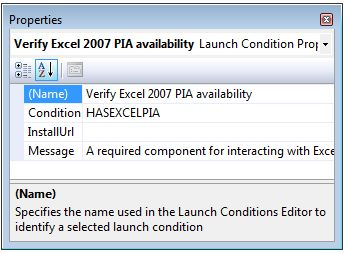 Properties
Verify Excel 2007 PIA availability Launch Condition Prop
(Name) Verify Excel 2007 PIA availability
Condition HASEXCELPIA
InstallUrl
Message A required component for interacting with Exce
(Name)
Specifies the name used in the Launch Conditions Editor to
identify a selected launch condition